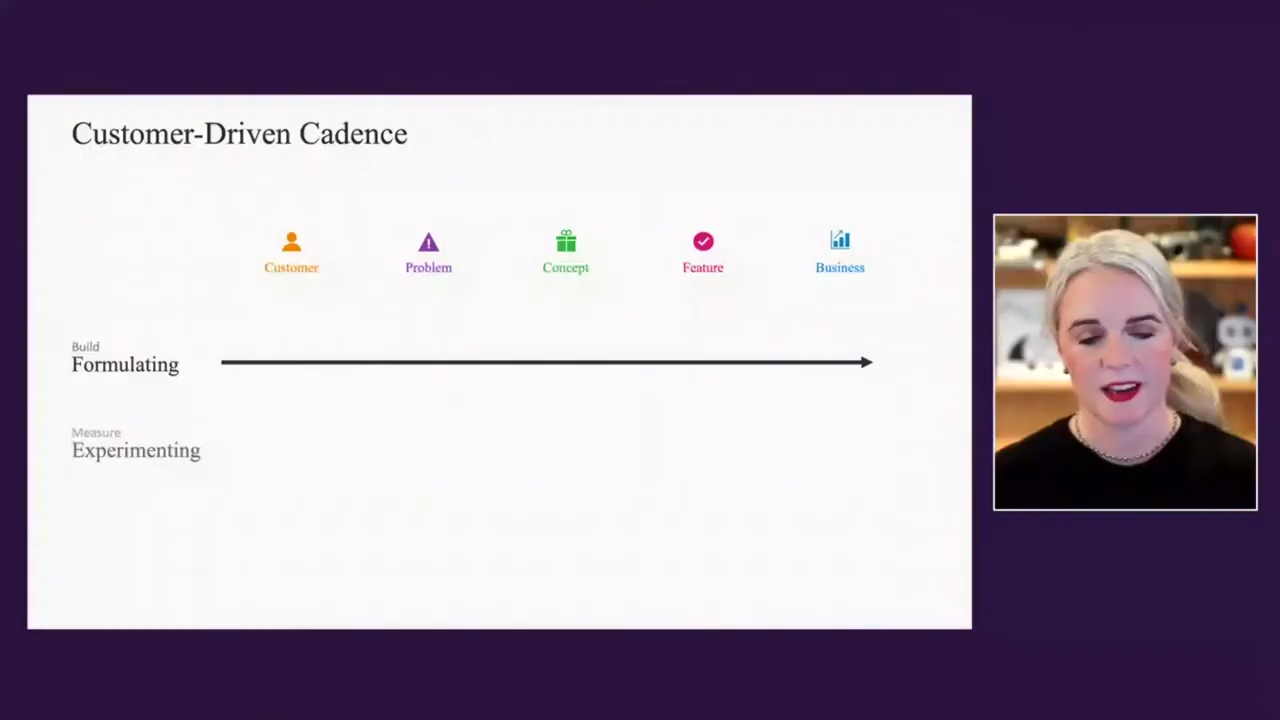 Customer-Driven Cadence
Customer
Problem
Concept
Feature
Business
Build
Formulating
Measure
Experimenting